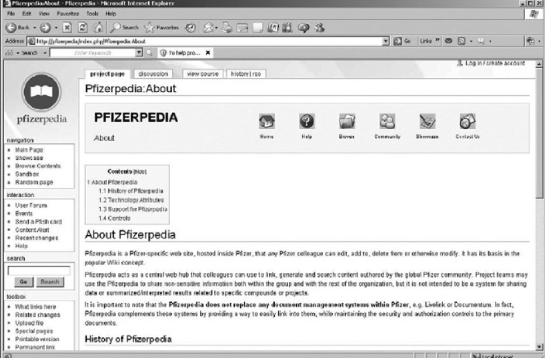 PfizerpediaAbout - Pfizerpedia - Microsoft Internet Explorer
File Edit View Favorites Tools Help
Back Search Favorites
Address http://pfizerpedia/index.php/Pfizerpedia:About Go Links
Search
To help pro...
Log in / create account
project page discussion view source history | rss
Pfizerpedia:About
pfizerpedia
PFIZERPEDIA
About
Home Help Browse Community Showcase Contact Us
navigation
Main Page
Showcase
Browse Contents
Sandbox
Random page
interaction
User Forum
Events
Send a Pfish card
Content Alert
Recent changes
Help
search
Go Search
toolbox
What links here
Related changes
Upload file
Special pages
Printable version
Permanent link
Contents [hide]
1 About Pfizerpedia
1.1 History of Pfizerpedia
1.2 Technology Attributes
1.3 Support for Pfizerpedia
1.4 Controls
About Pfizerpedia
Pfizerpedia is a Pfizer-specific web site, hosted inside Pfizer, that any Pfizer colleague can edit, add to, delete from or otherwise modify. It has its basis in the
popular Wiki concept.
Pfizerpedia acts as a central web hub that colleagues can use to link, generate and search content authored by the global Pfizer community. Project teams may
use the Pfizerpedia to share non-sensitive information both within the group and with the rest of the organization, but it is not intended to be a system for sharing
data or summarized/interpreted results related to specific compounds or projects.
It is important to note that the Pfizerpedia does not replace any document management systems within Pfizer, e.g. Livelink or Documentum. In fact,
Pfizerpedia complements these systems by providing a way to easily link into them, while maintaining the security and authorization controls to the primary
documents.
History of Pfizerpedia
Local intranet